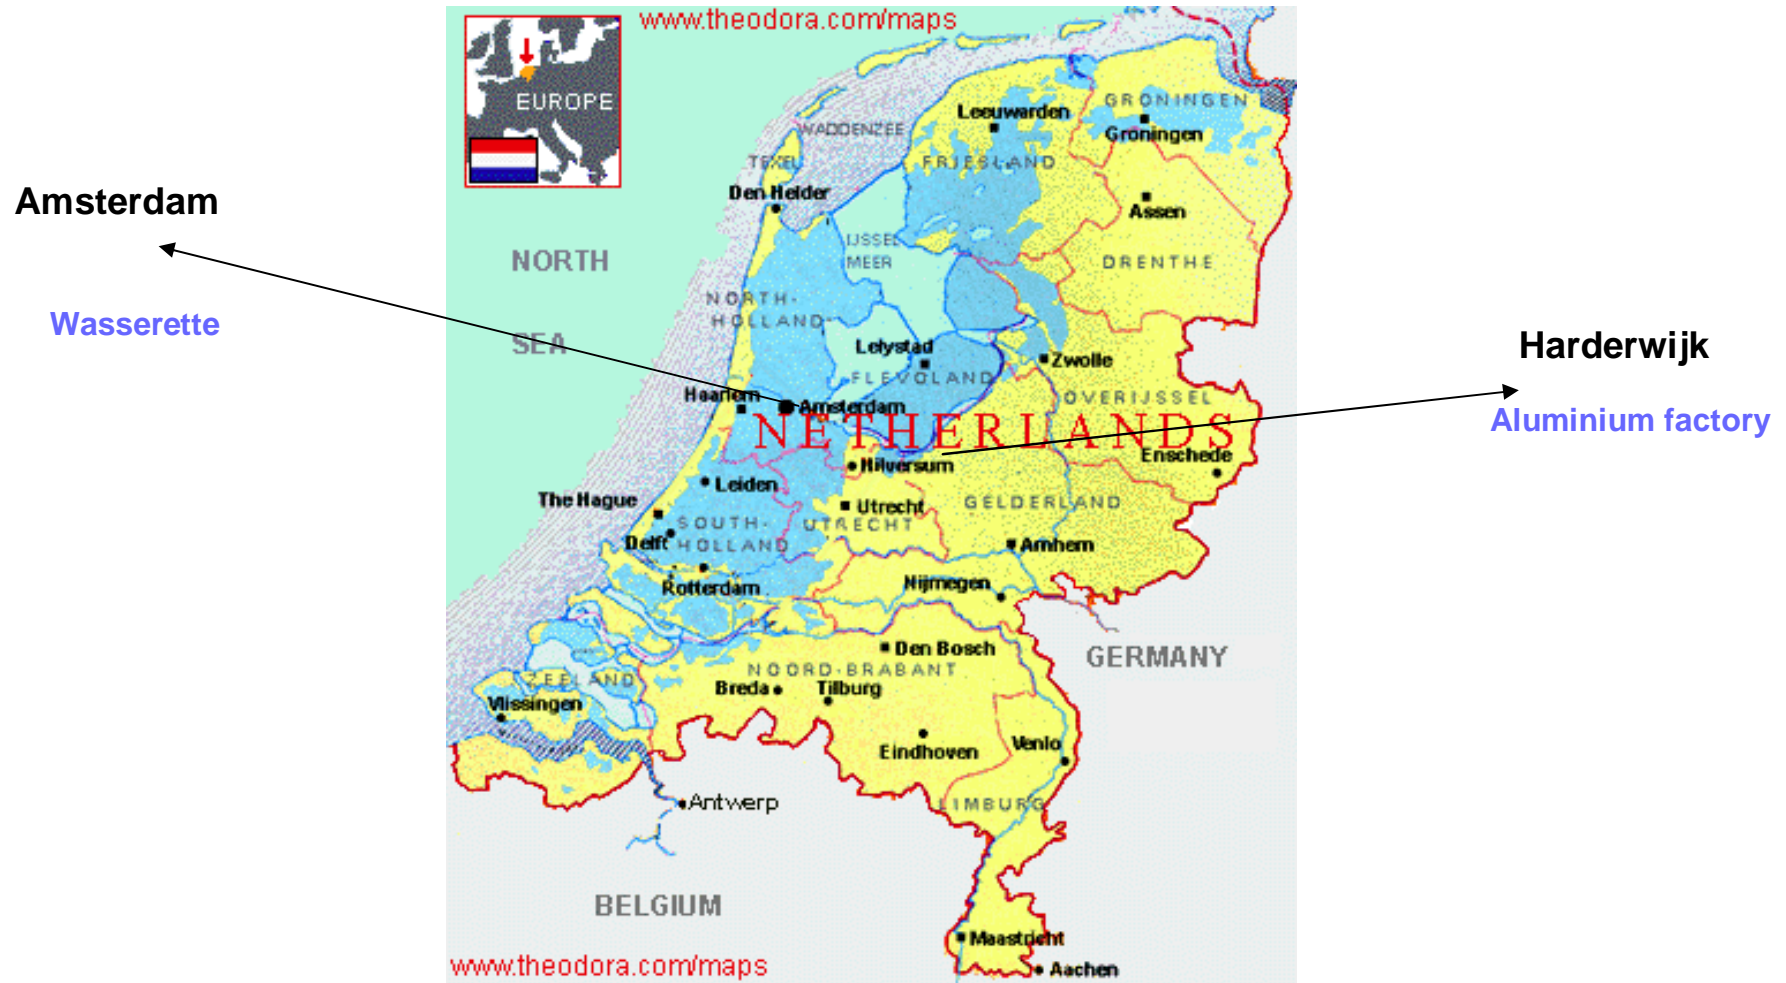 www.theodora.com/maps
EUROPE
GRONINGEN
Leeuwarden
Groningen
WADDENZEE
TEXEL
FRIESLAND
Den Helder
Amsterdam
Assen
IJSSEL
MEER
NORTH
DRENTHE
NORTH-
HOLLAND
Wasserette
SEA
Lelystad
Zwolle
Harderwijk
FLEVOLAND
Haarlem
OVERIJSSEL
Amsterdam
Aluminium factory
NETHERLANDS
Enschede
Hilversum
Leiden
The Hague
Utrecht
GELDERLAND
SOUTH-
HOLLAND
UTRECHT
Delft
Arnhem
Rotterdam
Nijmegen
Den Bosch
GERMANY
NOORD-BRABANT
ZEELAND
Breda
Tilburg
Vlissingen
Eindhoven
Venlo
Antwerp
LIMBURG
BELGIUM
Maastricht
www.theodora.com/maps
Aachen